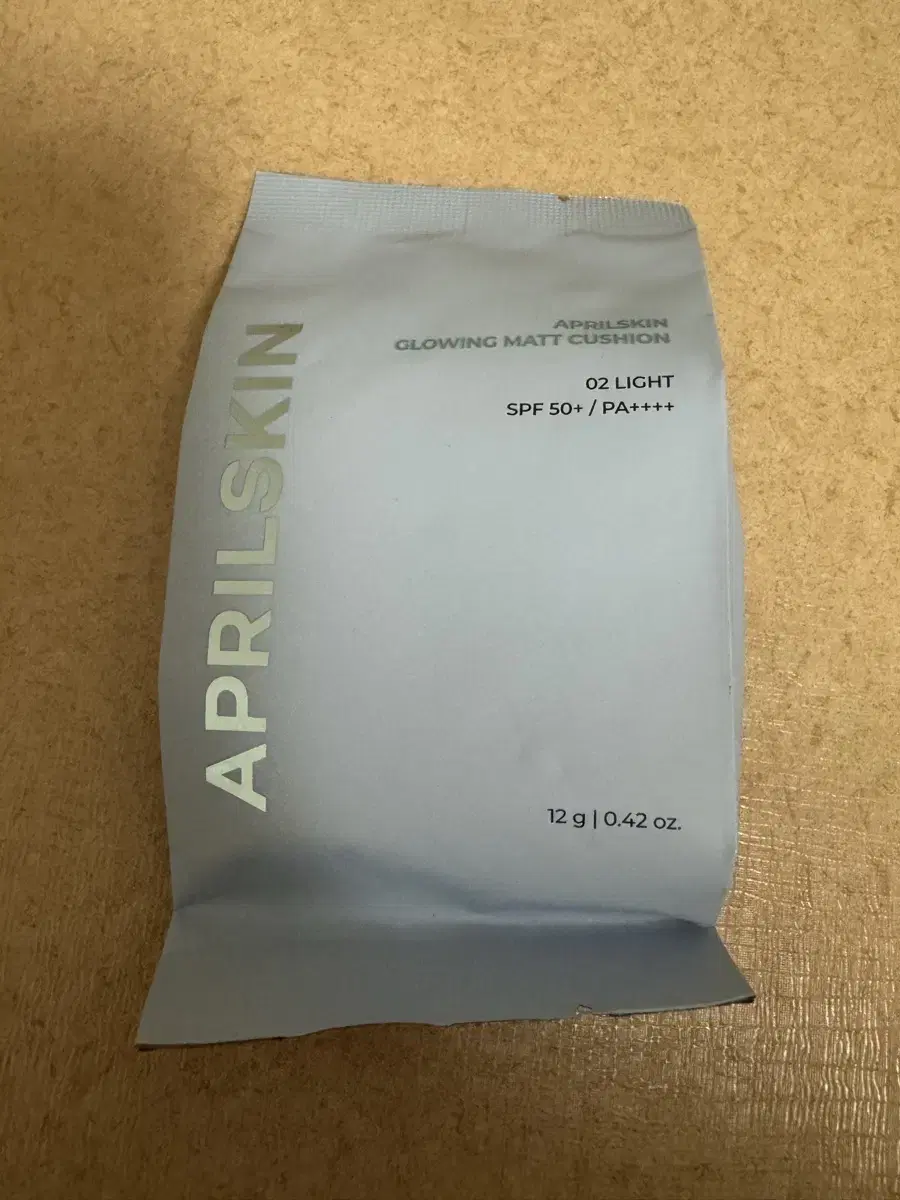 APRILSKIN
APRILSKIN
GLOWING MATT CUSHION
02 LIGHT
SPF 50+ / PA++++
12 g | 0.42 oz.